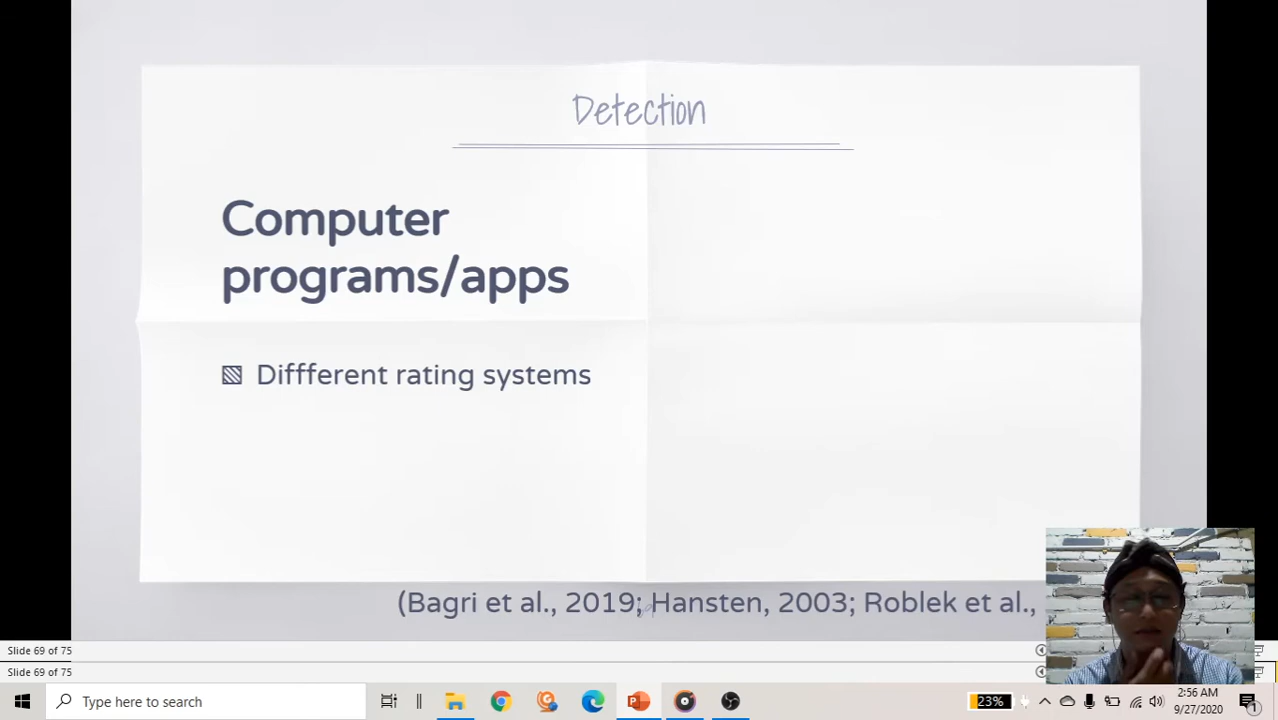 Detection
Computer
programs/apps
Diffferent rating systems
(Bagri et al., 2019; Hansten, 2003; Roblek et al.,
Slide 69 of 75
Slide 69 of 75
Type here to search
23%
2:56 AM
9/27/2020
1